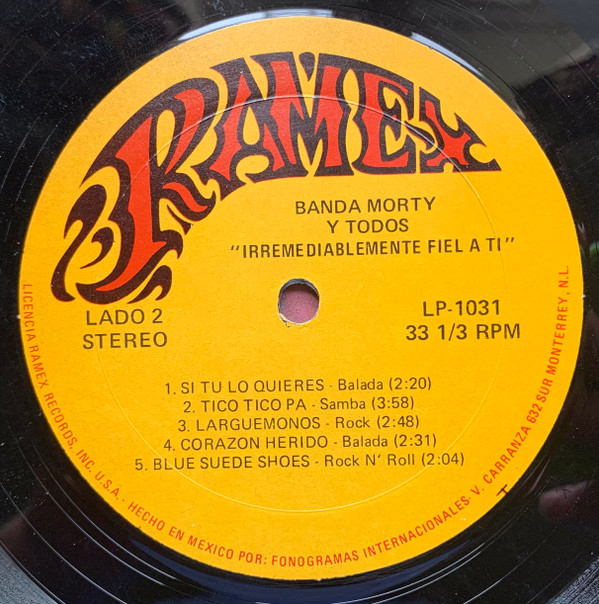 RAMEX
BANDA MORTY
Y TODOS
"IRREMEDIABLEMENTE FIEL A TI"
LADO 2
STEREO
LP-1031
33 1/3 RPM
1. SI TU LO QUIERES - Balada (2:20)
2. TICO TICO PA - Samba (3:58)
3. LARGUEMONOS - Rock (2:48)
4. CORAZON HERIDO - Balada (2:31)
5. BLUE SUEDE SHOES - Rock N' Roll (2:04)
LICENCIA RAMEX RECORDS, INC. U.S.A. - HECHO EN MEXICO POR: FONOGRAMAS INTERNACIONALES- V. CARRANZA 632 SUR MONTERREY, N.L.
T